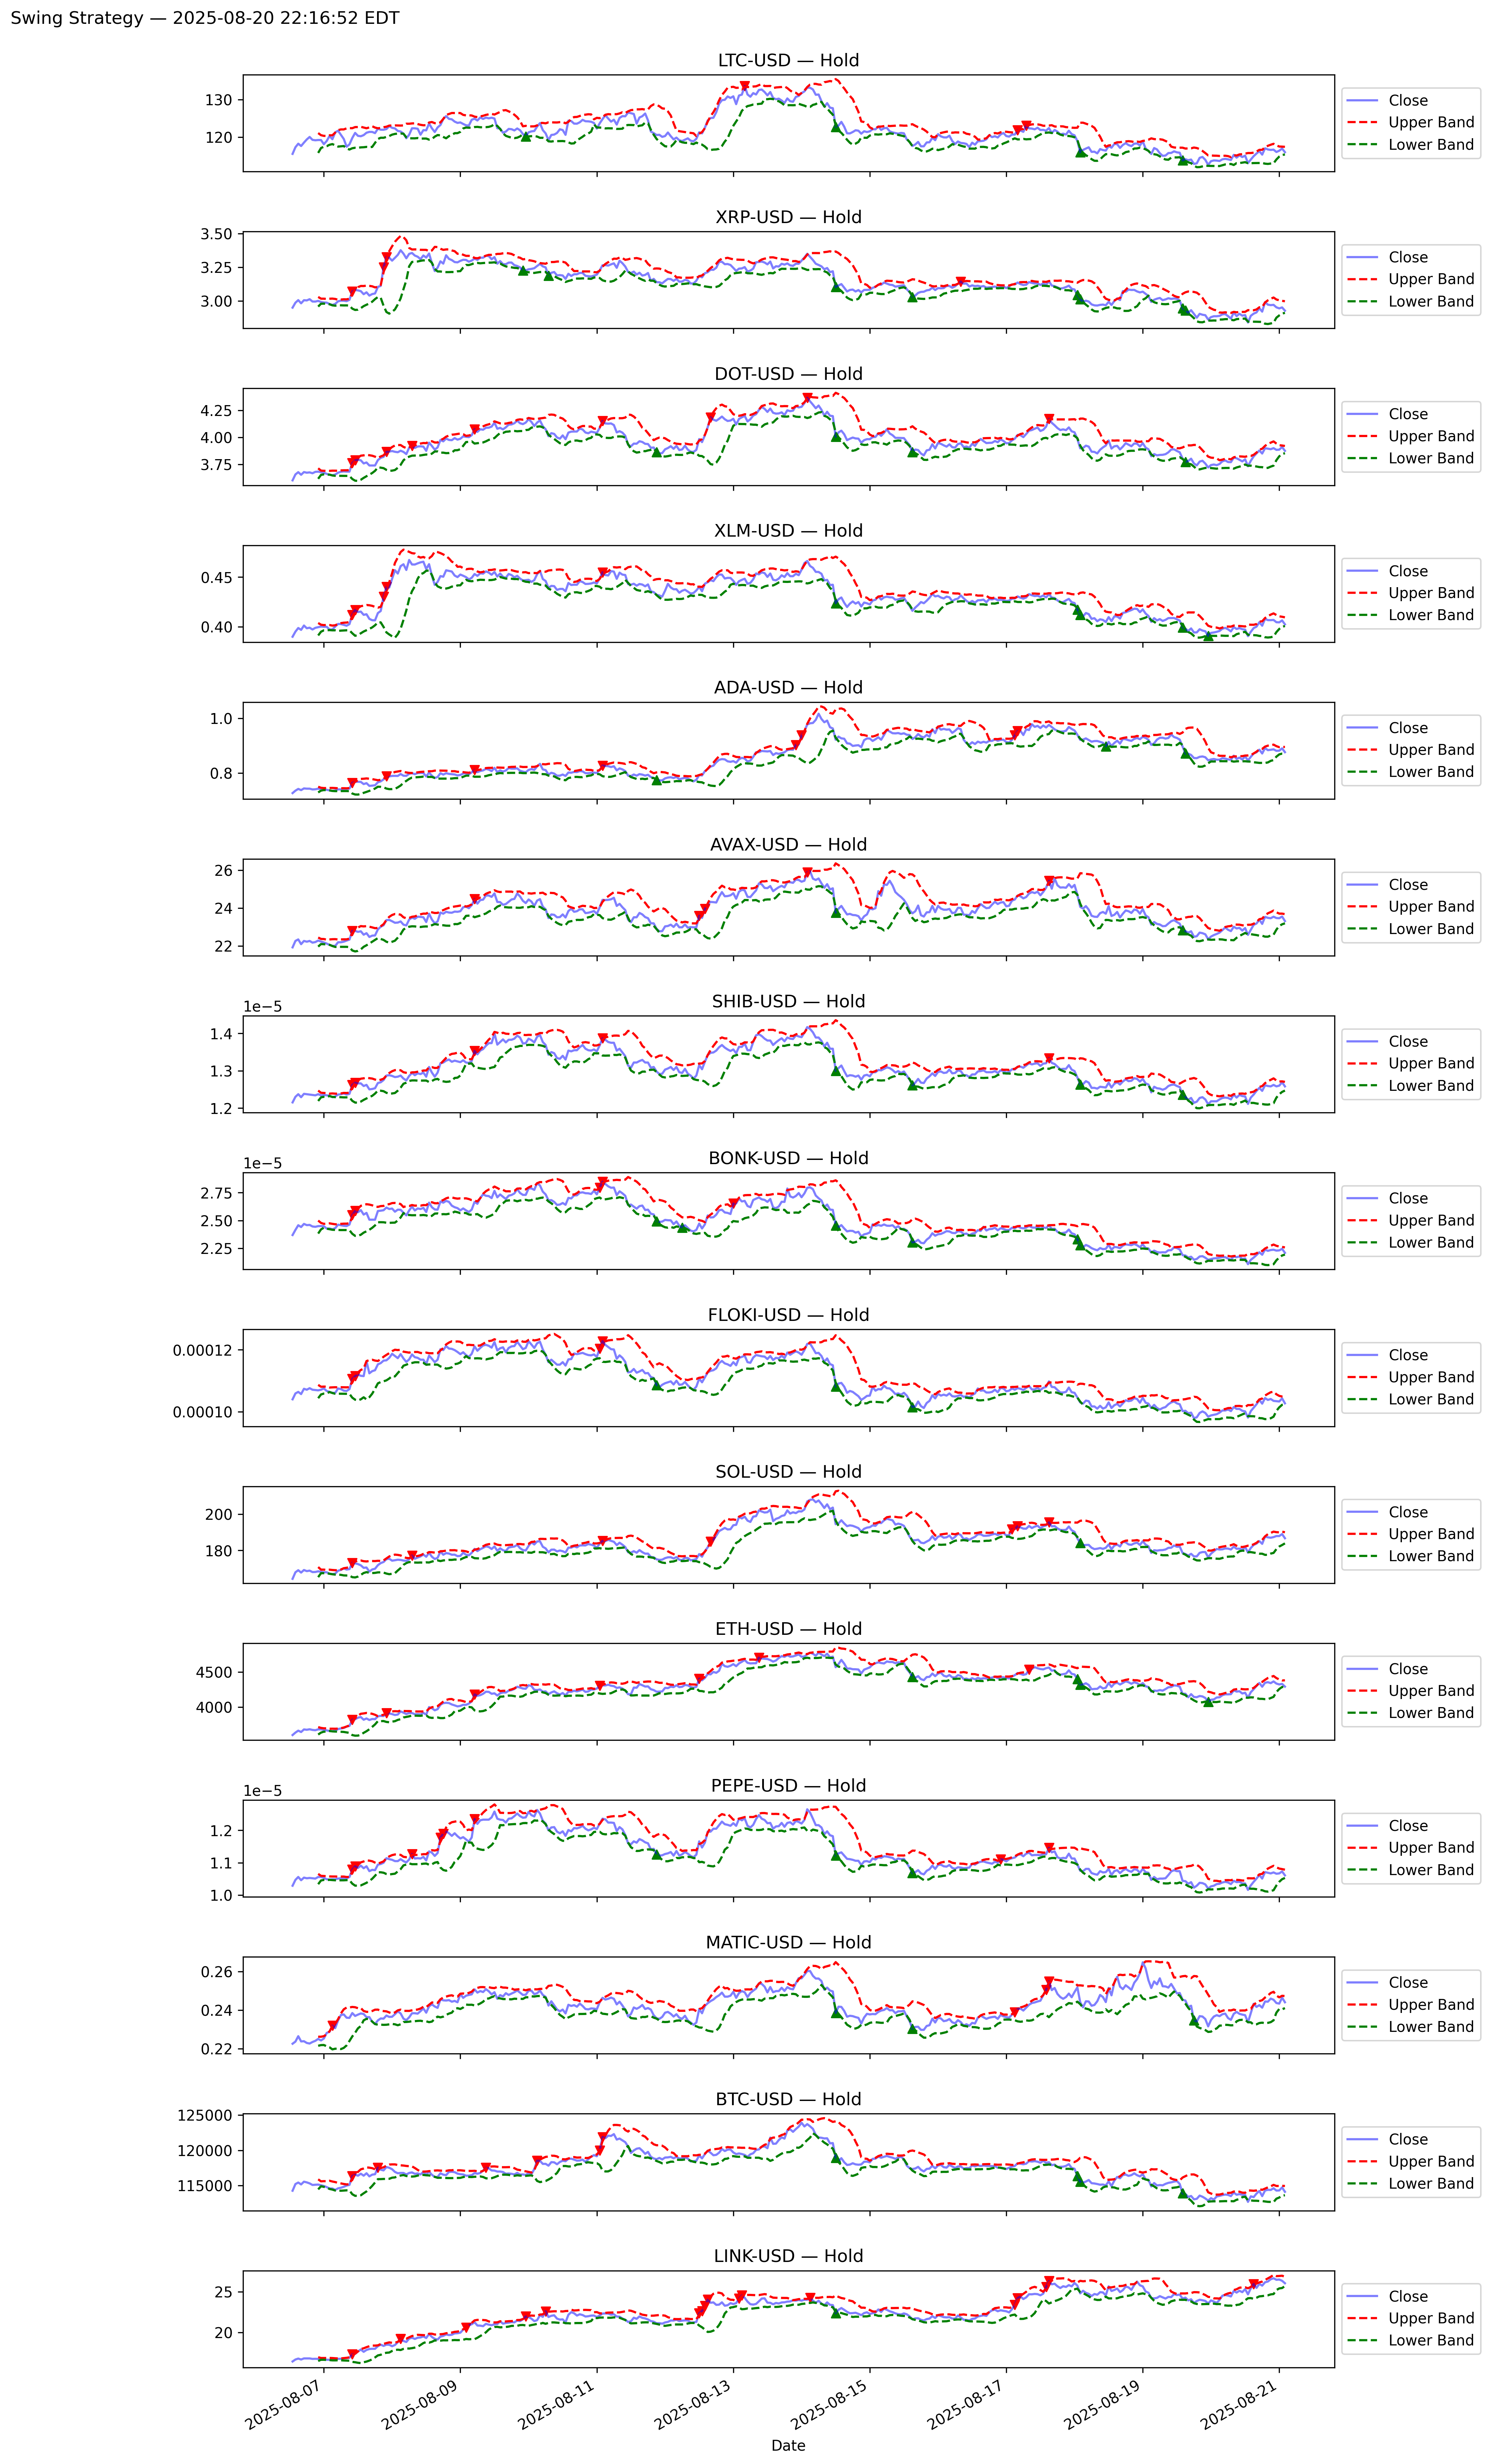 Swing Strategy — 2025-08-20 22:16:52 EDT
LTC-USD — Hold
130
120
Close
Upper Band
Lower Band
XRP-USD — Hold
3.50
3.25
3.00
Close
Upper Band
Lower Band
DOT-USD — Hold
4.25
4.00
3.75
Close
Upper Band
Lower Band
XLM-USD — Hold
0.45
0.40
Close
Upper Band
Lower Band
ADA-USD — Hold
1.0
0.8
Close
Upper Band
Lower Band
AVAX-USD — Hold
26
24
22
Close
Upper Band
Lower Band
SHIB-USD — Hold
1e−5
1.4
1.3
1.2
Close
Upper Band
Lower Band
BONK-USD — Hold
1e−5
2.75
2.50
2.25
Close
Upper Band
Lower Band
FLOKI-USD — Hold
0.00012
0.00010
Close
Upper Band
Lower Band
SOL-USD — Hold
200
180
Close
Upper Band
Lower Band
ETH-USD — Hold
4500
4000
Close
Upper Band
Lower Band
PEPE-USD — Hold
1e−5
1.2
1.1
1.0
Close
Upper Band
Lower Band
MATIC-USD — Hold
0.26
0.24
0.22
Close
Upper Band
Lower Band
BTC-USD — Hold
125000
120000
115000
Close
Upper Band
Lower Band
LINK-USD — Hold
25
20
Close
Upper Band
Lower Band
2025-08-07
2025-08-09
2025-08-11
2025-08-13
2025-08-15
2025-08-17
2025-08-19
2025-08-21
Date